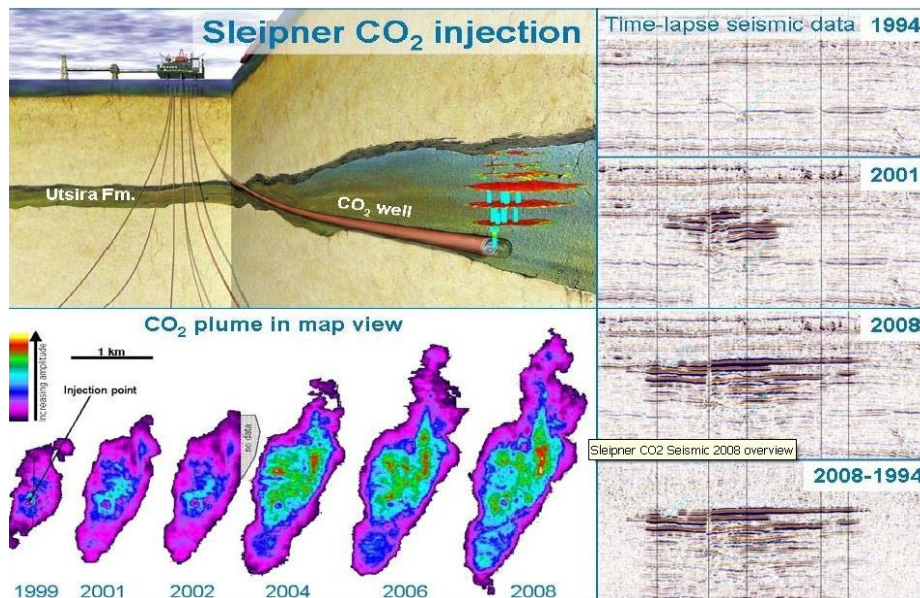 Sleipner CO₂ injection
Utsira Fm.
CO₂ well
Time-lapse seismic data 1994
2001
2008
Sleipner CO2 Seismic 2008 overview
2008-1994
CO₂ plume in map view
Increasing amplitude
1 km
Injection point
no data
1999 2001 2002 2004 2006 2008